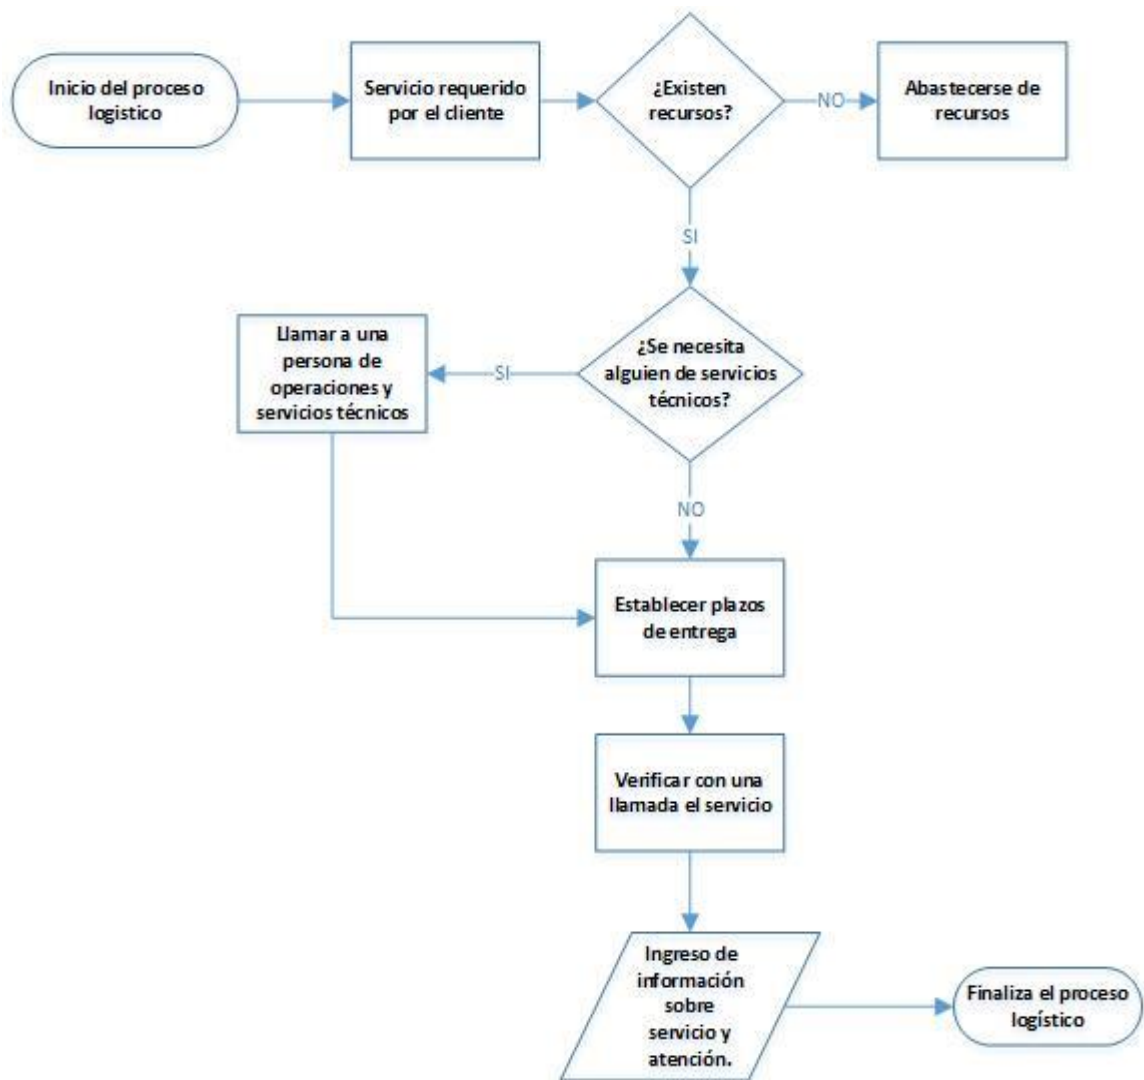 Inicio del proceso
logistico
Servicio requerido
por el cliente
¿Existen
recursos?
NO
Abastecerse de
recursos
SI
¿Se necesita
alguien de servicios
técnicos?
SI
Llamar a una
persona de
operaciones y
servicios técnicos
NO
Establecer plazos
de entrega
Verificar con una
llamada el servicio
Ingreso de
información
sobre
servicio y
atención.
Finaliza el proceso
logístico